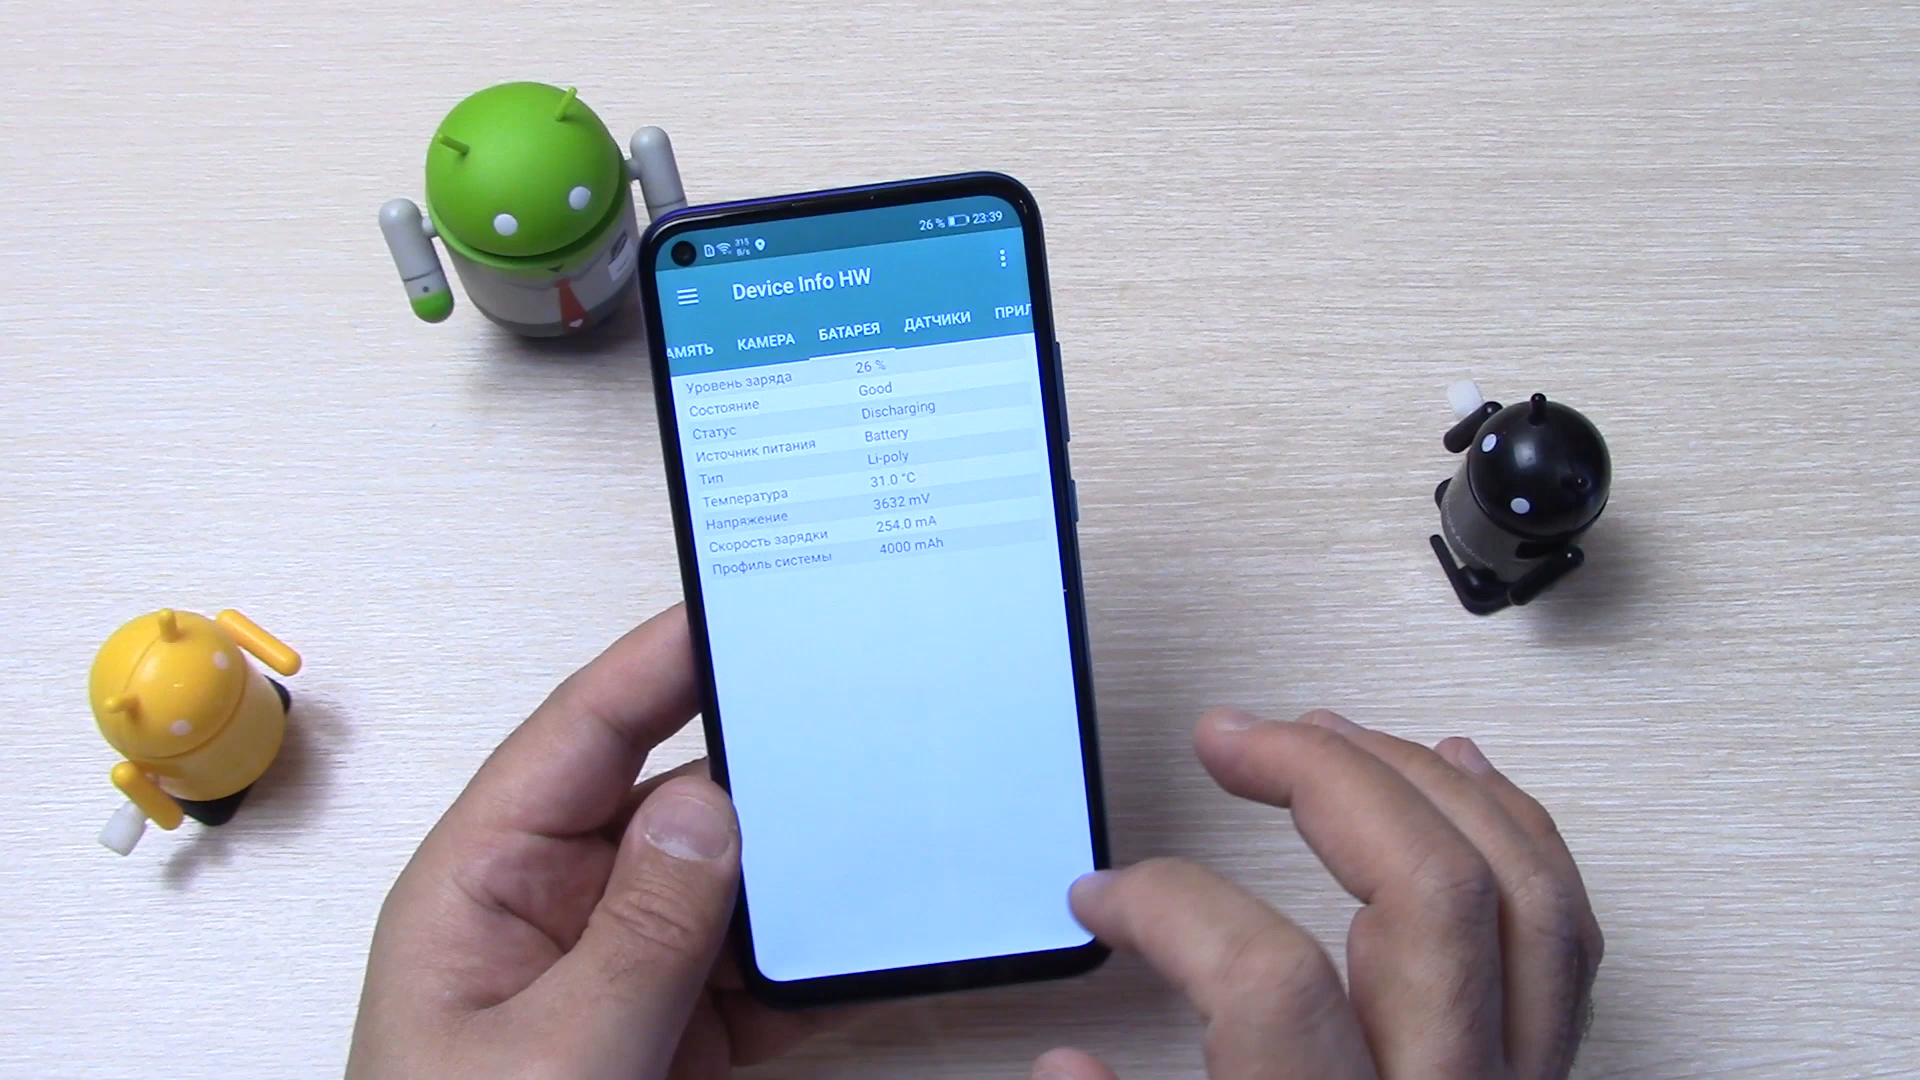 315 B/s 26 % 23:39
Device Info HW
АМЯТЬ КАМЕРА БАТАРЕЯ ДАТЧИКИ ПРИЛ
Уровень заряда 26 %
Состояние Good
Статус Discharging
Источник питания Battery
Тип Li-poly
Температура 31.0 °C
Напряжение 3632 mV
Скорость зарядки 254.0 mA
Профиль системы 4000 mAh